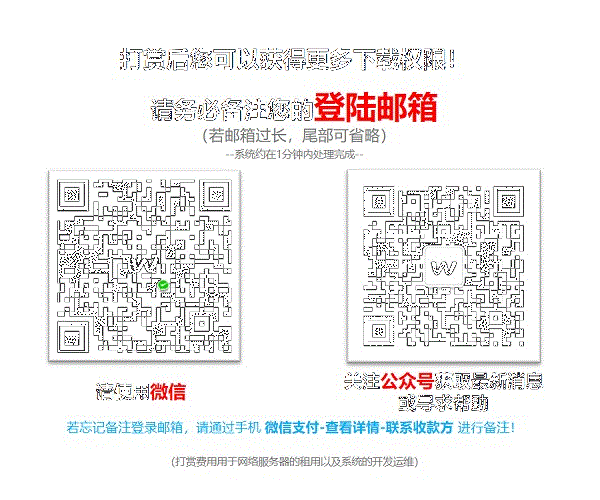 打赏后您可以获得更多下载权限！
请务必备注您的登陆邮箱
（若邮箱过长，尾部可省略）
--系统约在1分钟内处理完成--
请使用微信
关注公众号获取最新消息
或寻求帮助
若忘记备注登录邮箱，请通过手机 微信支付-查看详情-联系收款方 进行备注！
（打赏费用用于网络服务器的租用以及系统的开发运维）